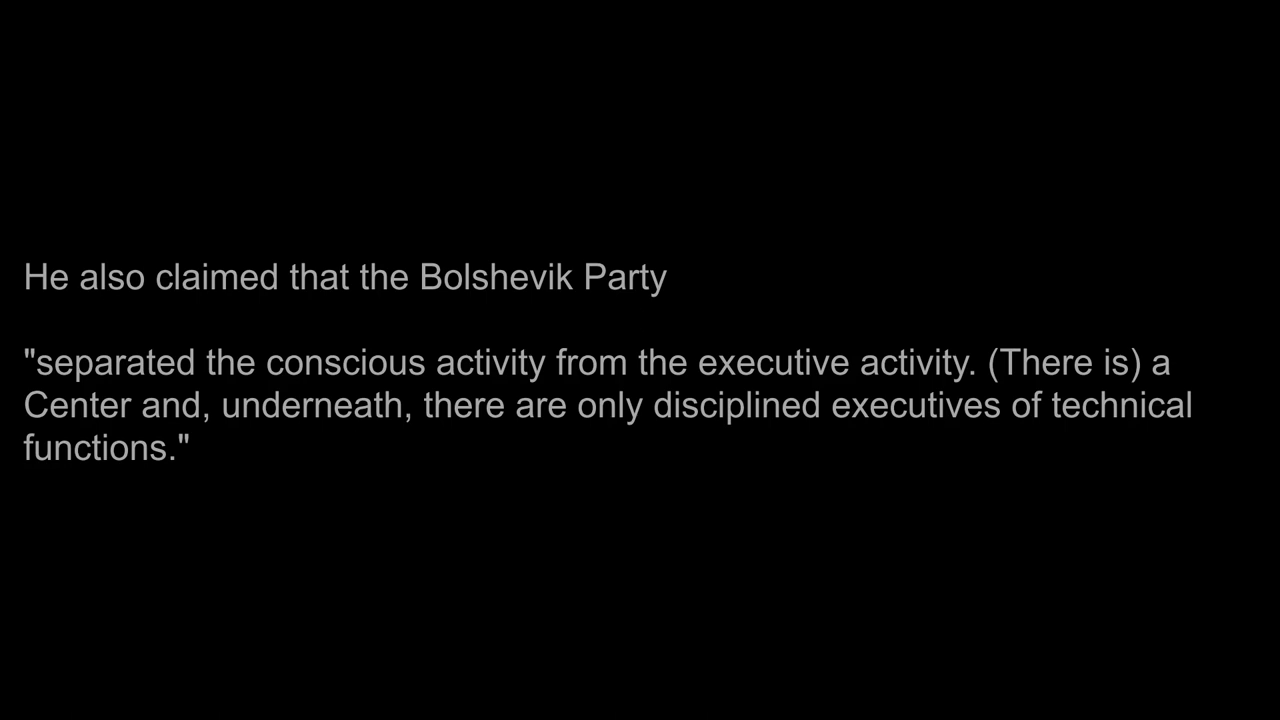 He also claimed that the Bolshevik Party
"separated the conscious activity from the executive activity. (There is) a
Center and, underneath, there are only disciplined executives of technical
functions."